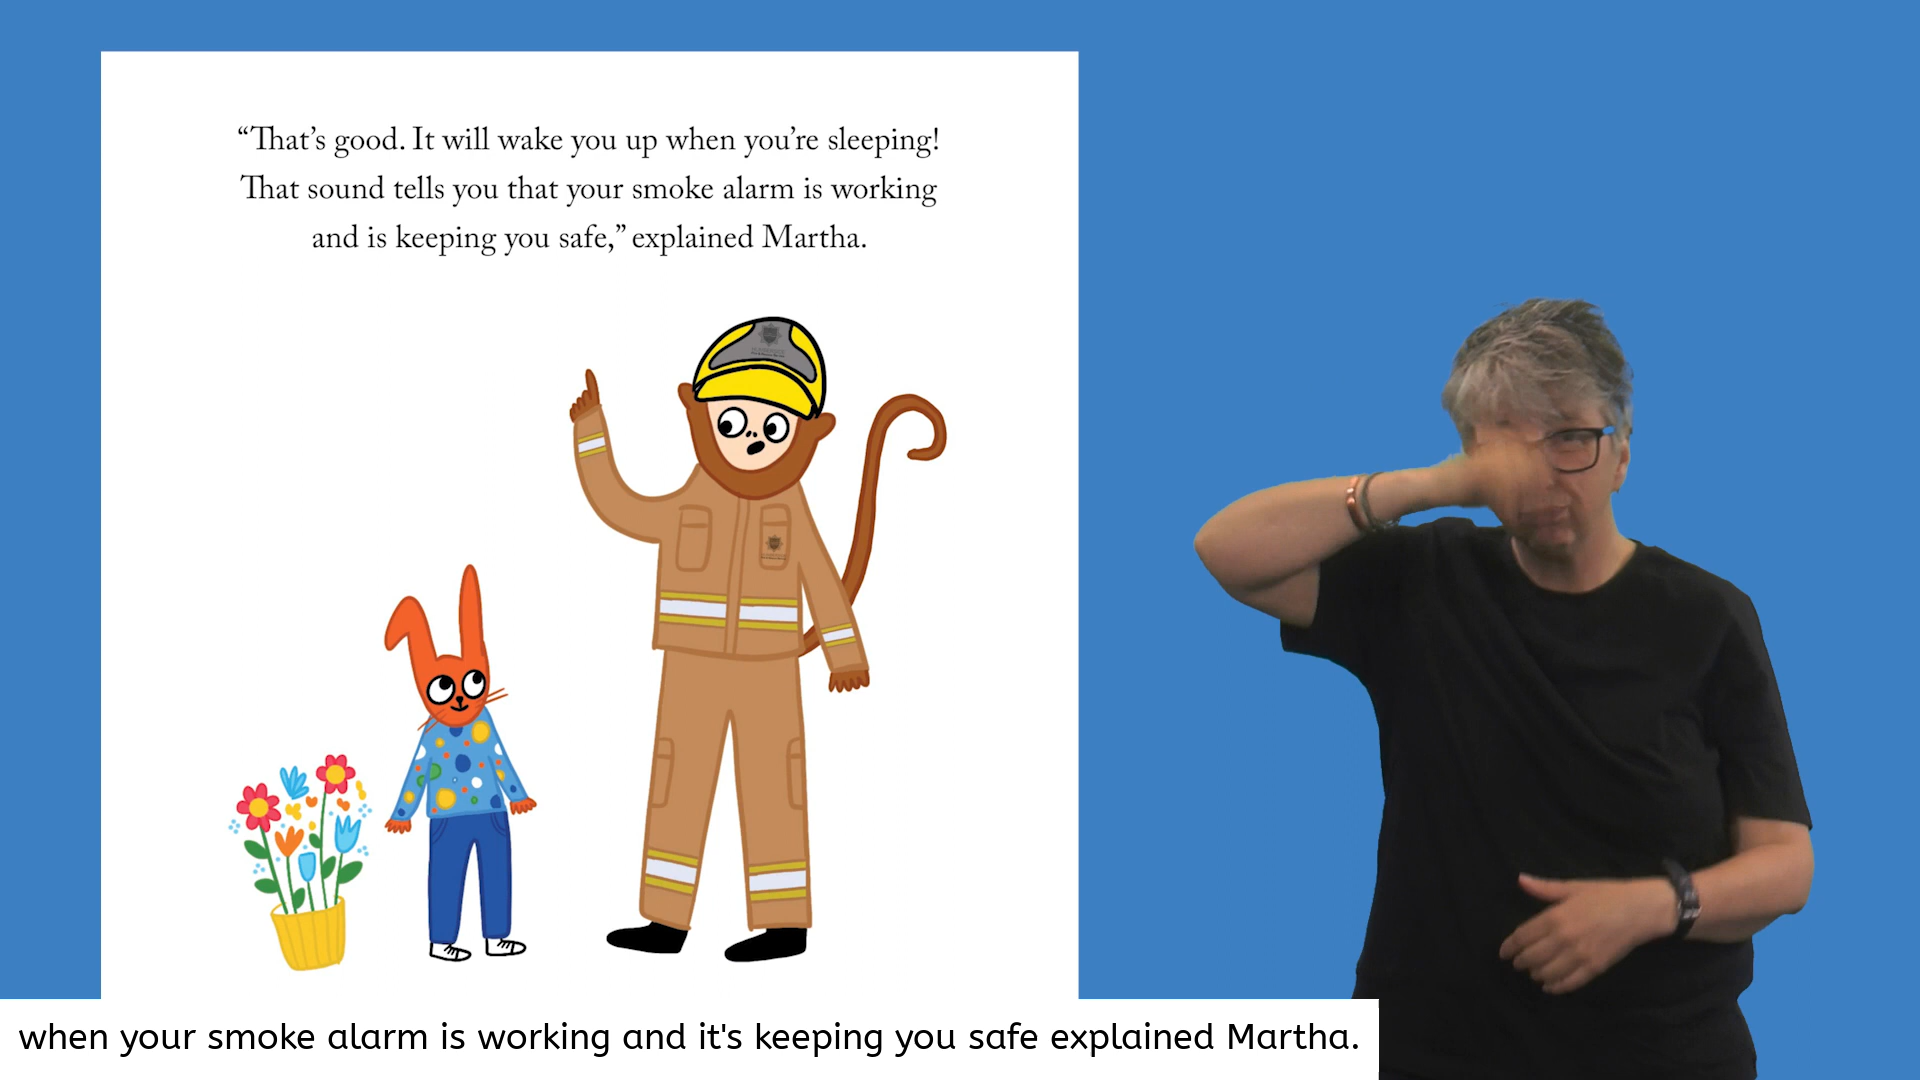 “That’s good. It will wake you up when you’re sleeping!
That sound tells you that your smoke alarm is working
and is keeping you safe,” explained Martha.
when your smoke alarm is working and it's keeping you safe explained Martha.